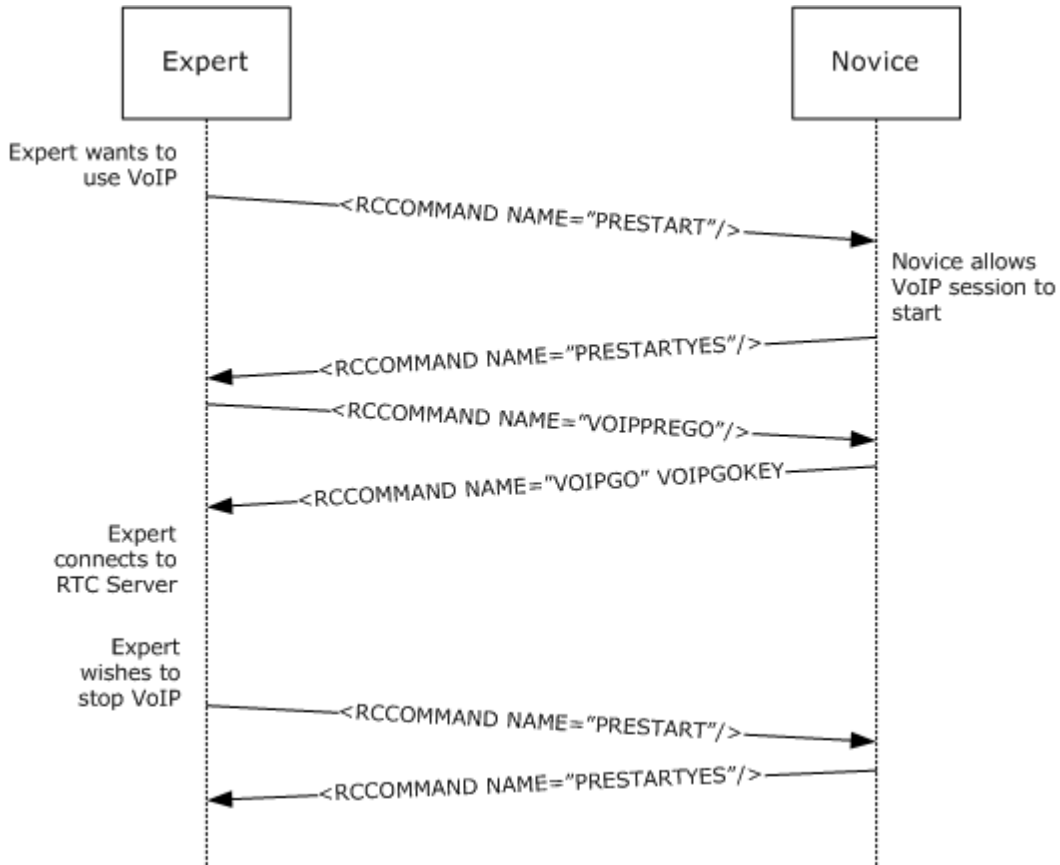 Expert
Novice
Expert wants to
use VoIP
<RCCOMMAND NAME="PRESTART"/>
Novice allows
VoIP session to
start
<RCCOMMAND NAME="PRESTARTYES"/>
<RCCOMMAND NAME="VOIPPREGO"/>
<RCCOMMAND NAME="VOIPGO" VOIPGOKEY
Expert
connects to
RTC Server
Expert
wishes to
stop VoIP
<RCCOMMAND NAME="PRESTART"/>
<RCCOMMAND NAME="PRESTARTYES"/>